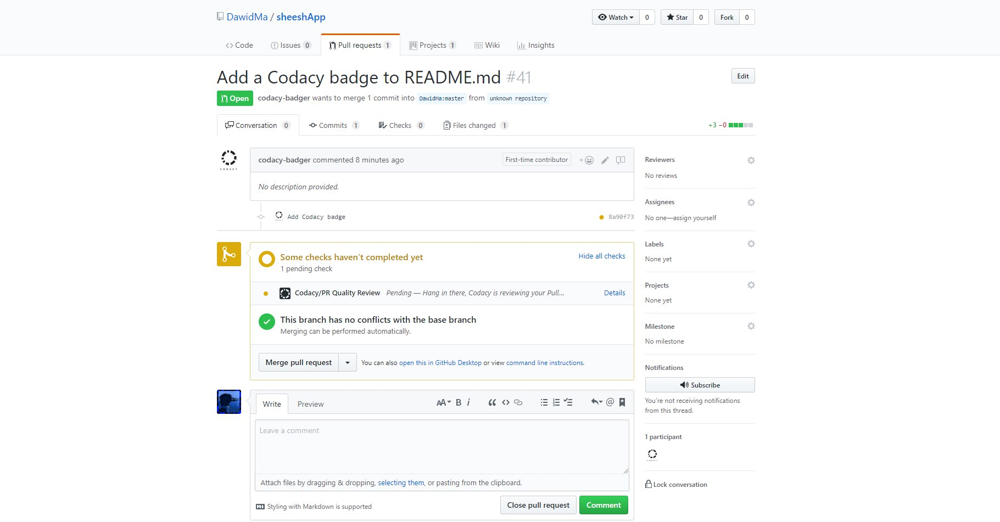 DawidMa / sheeshApp
Watch 0 Star 0 Fork 0
Code Issues 0 Pull requests 1 Projects 1 Wiki Insights
Add a Codacy badge to README.md #41
Edit
Open codacy-badger wants to merge 1 commit into DawidMa:master from unknown repository
Conversation 0 Commits 1 Checks 0 Files changed 1 +3 −0
codacy-badger commented 8 minutes ago First-time contributor
CODACY
No description provided.
Add Codacy badge 8a90f73
Some checks haven’t completed yet Hide all checks
1 pending check
Codacy/PR Quality Review Pending — Hang in there, Codacy is reviewing your Pull... Details
This branch has no conflicts with the base branch
Merging can be performed automatically.
Merge pull request You can also open this in GitHub Desktop or view command line instructions.
Write Preview AA B i @
Leave a comment
Attach files by dragging & dropping, selecting them, or pasting from the clipboard.
Styling with Markdown is supported
Close pull request Comment
Reviewers
No reviews
Assignees
No one—assign yourself
Labels
None yet
Projects
None yet
Milestone
No milestone
Notifications
Subscribe
You’re not receiving notifications
from this thread.
1 participant
Lock conversation